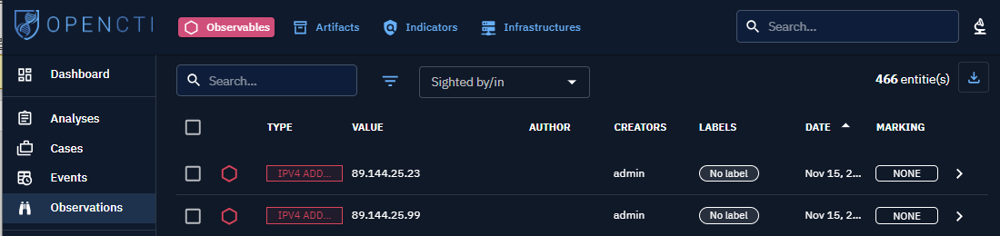 OPENCTI
Observables
Artifacts
Indicators
Infrastructures
Search...
Dashboard
Analyses
Cases
Events
Observations
Search...
Sighted by/in
466 entitie(s)
TYPE VALUE AUTHOR CREATORS LABELS DATE MARKING
IPV4 ADD... 89.144.25.23 admin No label Nov 15, 2... NONE
IPV4 ADD... 89.144.25.99 admin No label Nov 15, 2... NONE